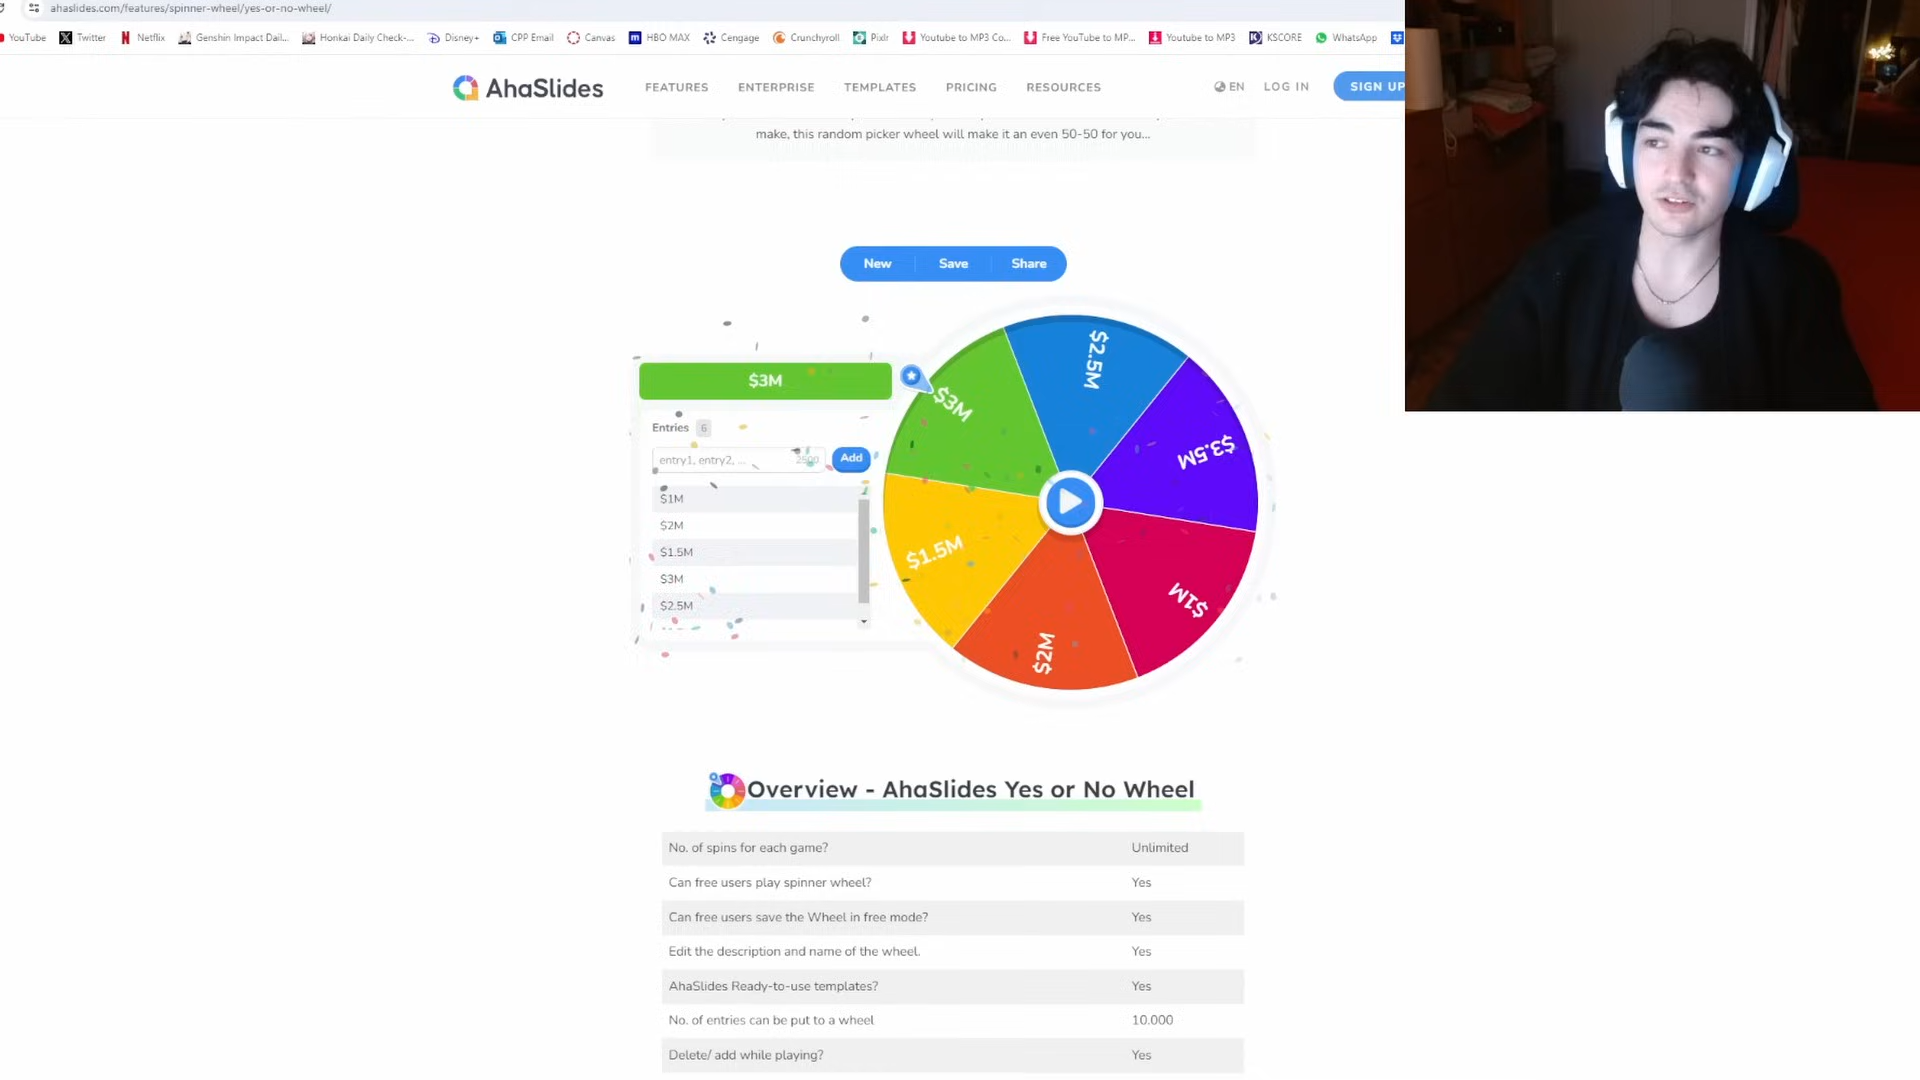 ahaslides.com/features/spinner-wheel/yes-or-no-wheel/
YouTube Twitter Netflix Genshin Impact Dail... Honkai Daily Check-... Disney+ CPP Email Canvas HBO MAX Cengage Crunchyroll Pixlr Youtube to MP3 Co... Free YouTube to MP... Youtube to MP3 KSCORE WhatsApp
AhaSlides FEATURES ENTERPRISE TEMPLATES PRICING RESOURCES EN LOG IN SIGN UP
make, this random picker wheel will make it an even 50-50 for you...
New Save Share
$3M
Entries 6
entry1, entry2, ... 2500 Add
$1M
$2M
$1.5M
$3M
$2.5M
$2.5M
$3M
$3.5M
$1.5M
$1M
$2M
Overview - AhaSlides Yes or No Wheel
No. of spins for each game? Unlimited
Can free users play spinner wheel? Yes
Can free users save the Wheel in free mode? Yes
Edit the description and name of the wheel. Yes
AhaSlides Ready-to-use templates? Yes
No. of entries can be put to a wheel 10.000
Delete/ add while playing? Yes